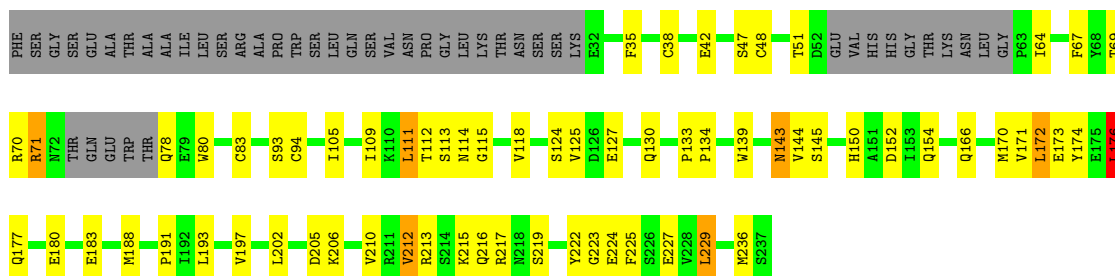 PHE SER GLY SER GLU ALA THR ALA ALA ILE LEU SER ARG ALA PRO TRP SER LEU GLN SER VAL ASN PRO GLY LEU LYS THR ASN SER SER LYS E32 F35 C38 E42 S47 C48 T51 D52 GLU VAL HIS HIS GLY THR LYS ASN LEU GLY P63 I64 F67 Y68 T69
R70 R71 N72 THR GLN GLU TRP THR Q78 E79 W80 C83 S93 C94 I105 I109 K110 L111 T112 S113 N114 G115 V118 S124 V125 D126 E127 Q130 P133 P134 W139 N143 V144 S145 H150 A151 D152 I153 Q154 Q166 M170 V171 L172 E173 Y174 E175 L176
Q177 E180 E183 M188 P191 I192 L193 V197 L202 D205 K206 V210 R211 V212 R213 S214 K215 Q216 R217 N218 S219 Y222 G223 E224 F225 S226 E227 V228 L229 M236 S237